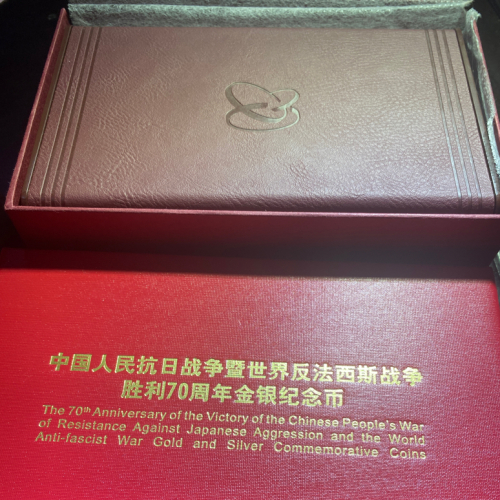 中国人民抗日战争暨世界反法西斯战争
胜利70周年金银纪念币
The 70th Anniversary of the Victory of the Chinese People's War
of Resistance Against Japanese Aggression and the World
Anti-fascist War Gold and Silver Commemorative Coins